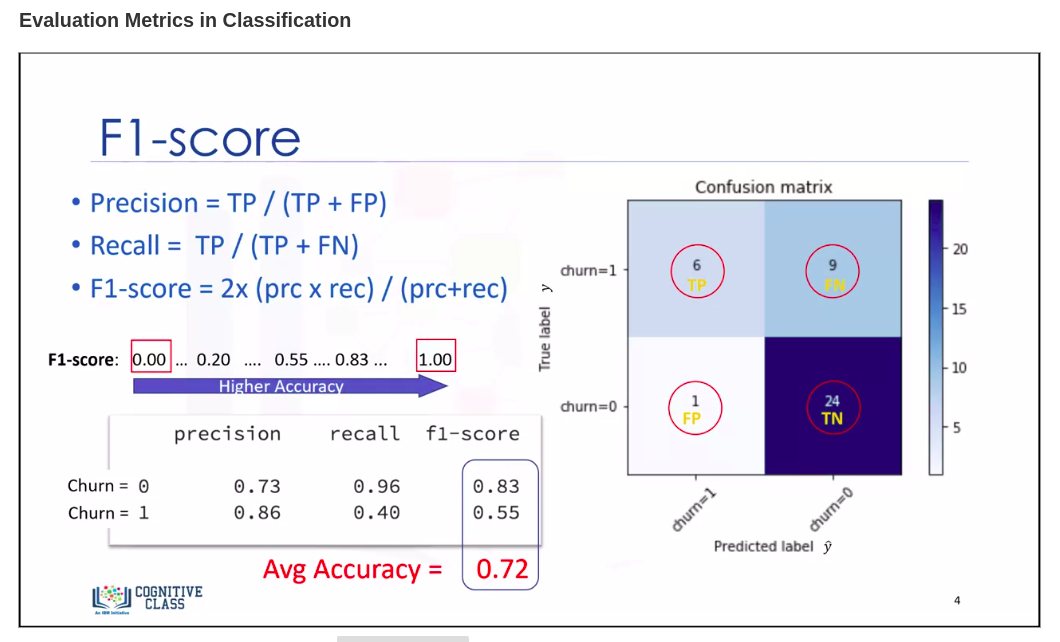 Evaluation Metrics in Classification
F1-score
• Precision = TP / (TP + FP)
• Recall = TP / (TP + FN)
• F1-score = 2x (prc x rec) / (prc+rec)
F1-score: 0.00 ... 0.20 .... 0.55 .... 0.83 ... 1.00
Higher Accuracy
precision recall f1-score
Churn = 0 0.73 0.96 0.83
Churn = 1 0.86 0.40 0.55
Avg Accuracy = 0.72
Confusion matrix
churn=1
6
TP
9
FN
churn=0
1
FP
24
TN
True label y
churn=1
churn=0
Predicted label ŷ
20
15
10
5
COGNITIVE
CLASS
An IBM Initiative
4